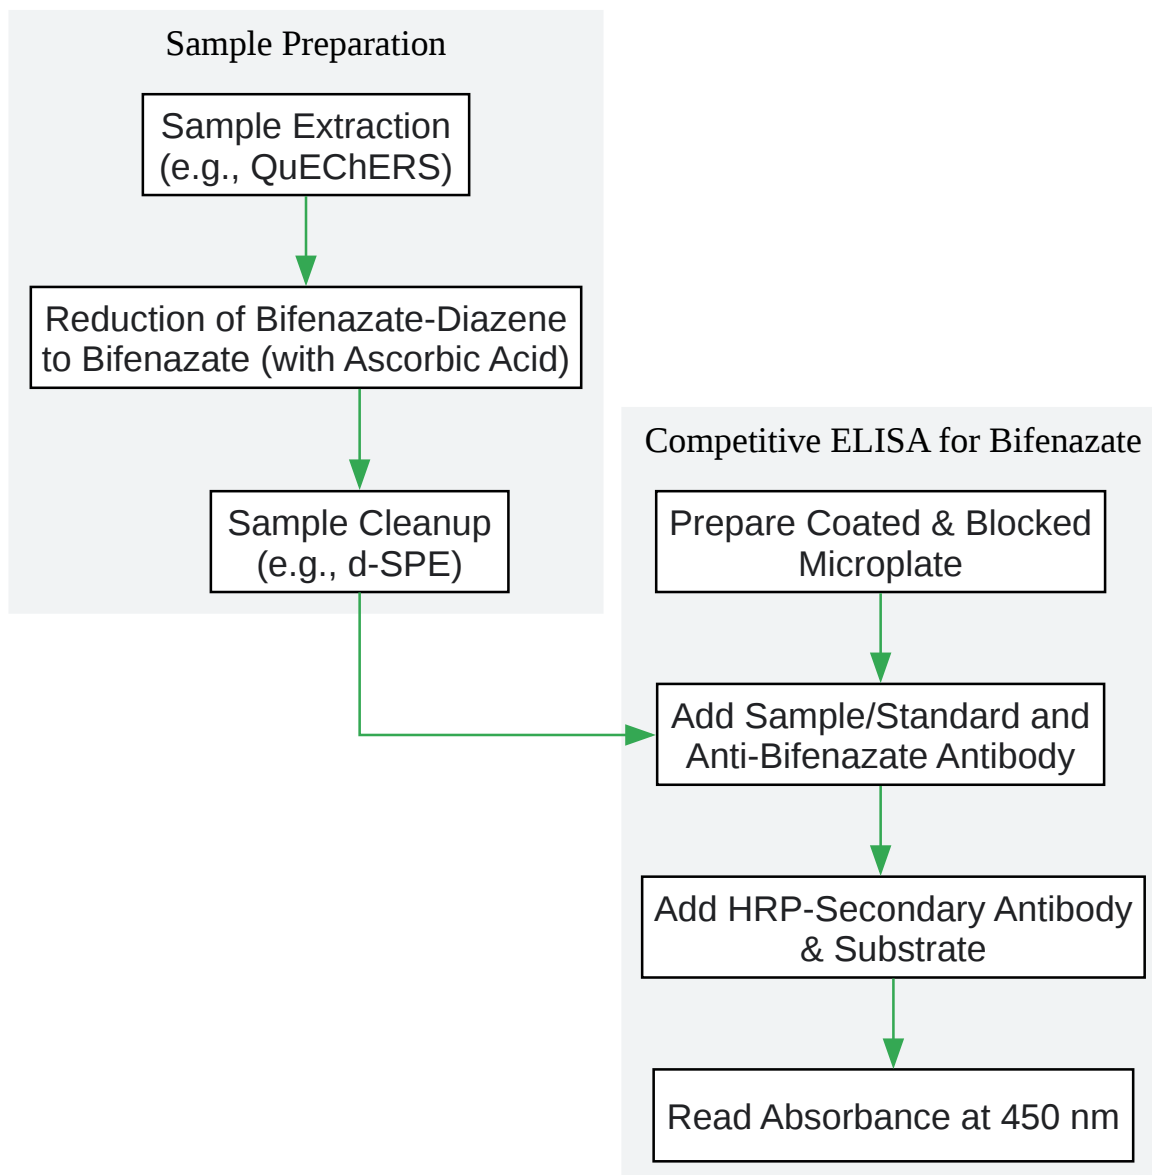 Sample Preparation
Sample Extraction
(e.g., QuEChERS)
Reduction of Bifenazate-Diazene
to Bifenazate (with Ascorbic Acid)
Sample Cleanup
(e.g., d-SPE)
Competitive ELISA for Bifenazate
Prepare Coated & Blocked
Microplate
Add Sample/Standard and
Anti-Bifenazate Antibody
Add HRP-Secondary Antibody
& Substrate
Read Absorbance at 450 nm